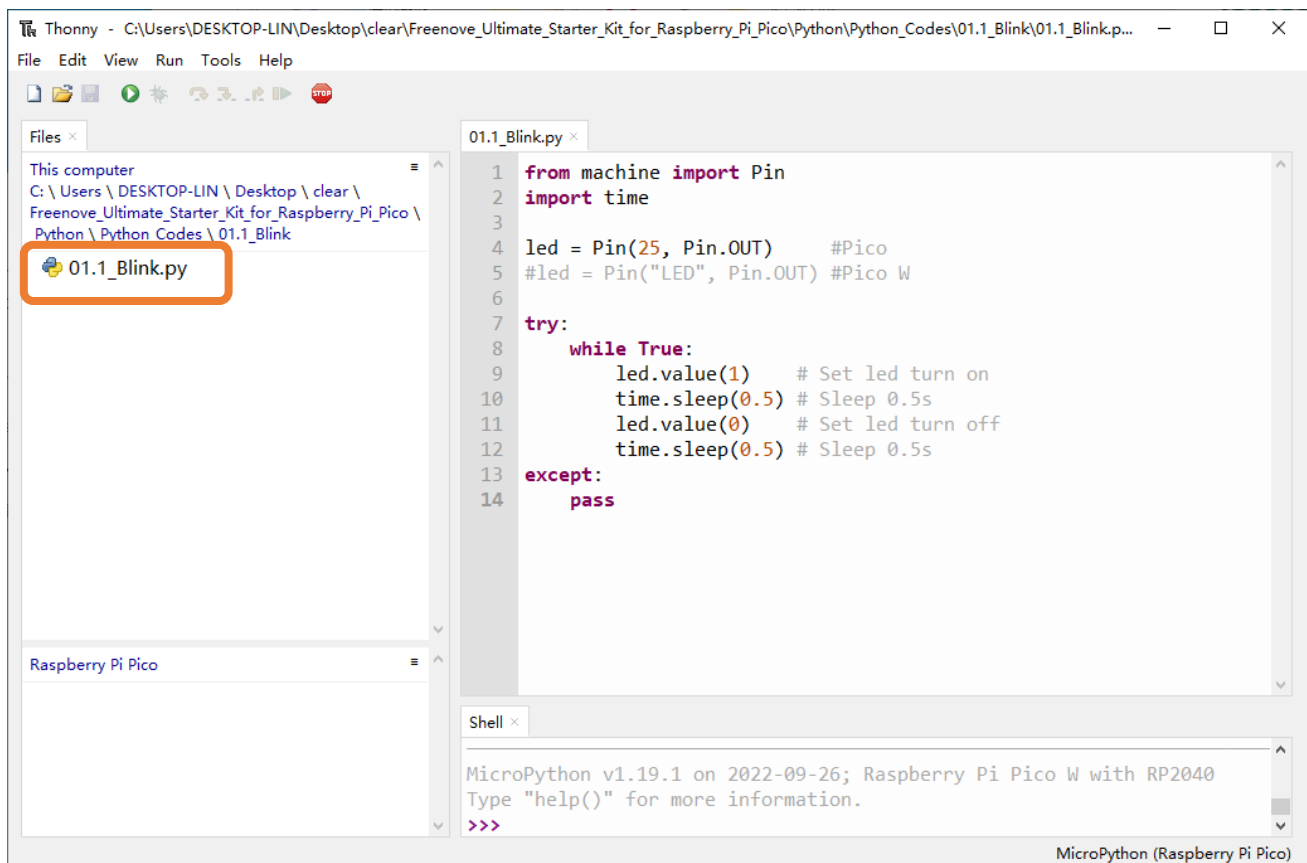 Thonny - C:\Users\DESKTOP-LIN\Desktop\clear\Freenove_Ultimate_Starter_Kit_for_Raspberry_Pi_Pico\Python\Python_Codes\01.1_Blink\01.1_Blink.p...
File Edit View Run Tools Help
STOP
Files
This computer
C: \ Users \ DESKTOP-LIN \ Desktop \ clear \
Freenove_Ultimate_Starter_Kit_for_Raspberry_Pi_Pico \
Python \ Python_Codes \ 01.1_Blink
01.1_Blink.py
Raspberry Pi Pico
01.1_Blink.py
1 from machine import Pin
2 import time
3
4 led = Pin(25, Pin.OUT)     #Pico
5 #led = Pin("LED", Pin.OUT) #Pico W
6
7 try:
8     while True:
9         led.value(1)    # Set led turn on
10         time.sleep(0.5) # Sleep 0.5s
11         led.value(0)    # Set led turn off
12         time.sleep(0.5) # Sleep 0.5s
13 except:
14     pass
Shell
MicroPython v1.19.1 on 2022-09-26; Raspberry Pi Pico W with RP2040
Type "help()" for more information.
>>>
MicroPython (Raspberry Pi Pico)